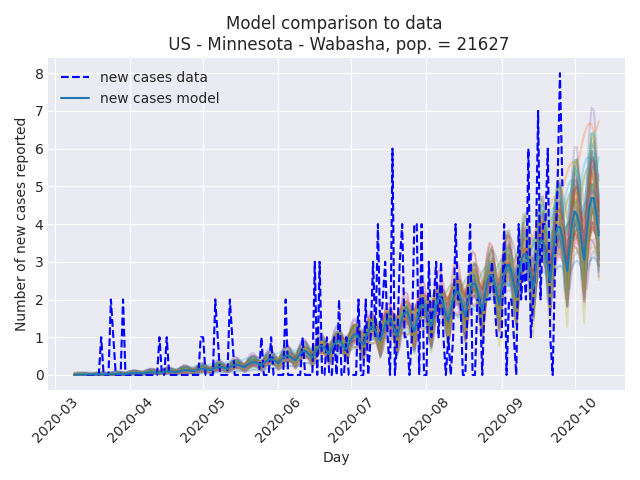 Model comparison to data
US - Minnesota - Wabasha, pop. = 21627
new cases data
new cases model
Number of new cases reported
8
7
6
5
4
3
2
1
0
2020-03
2020-04
2020-05
2020-06
2020-07
2020-08
2020-09
2020-10
Day